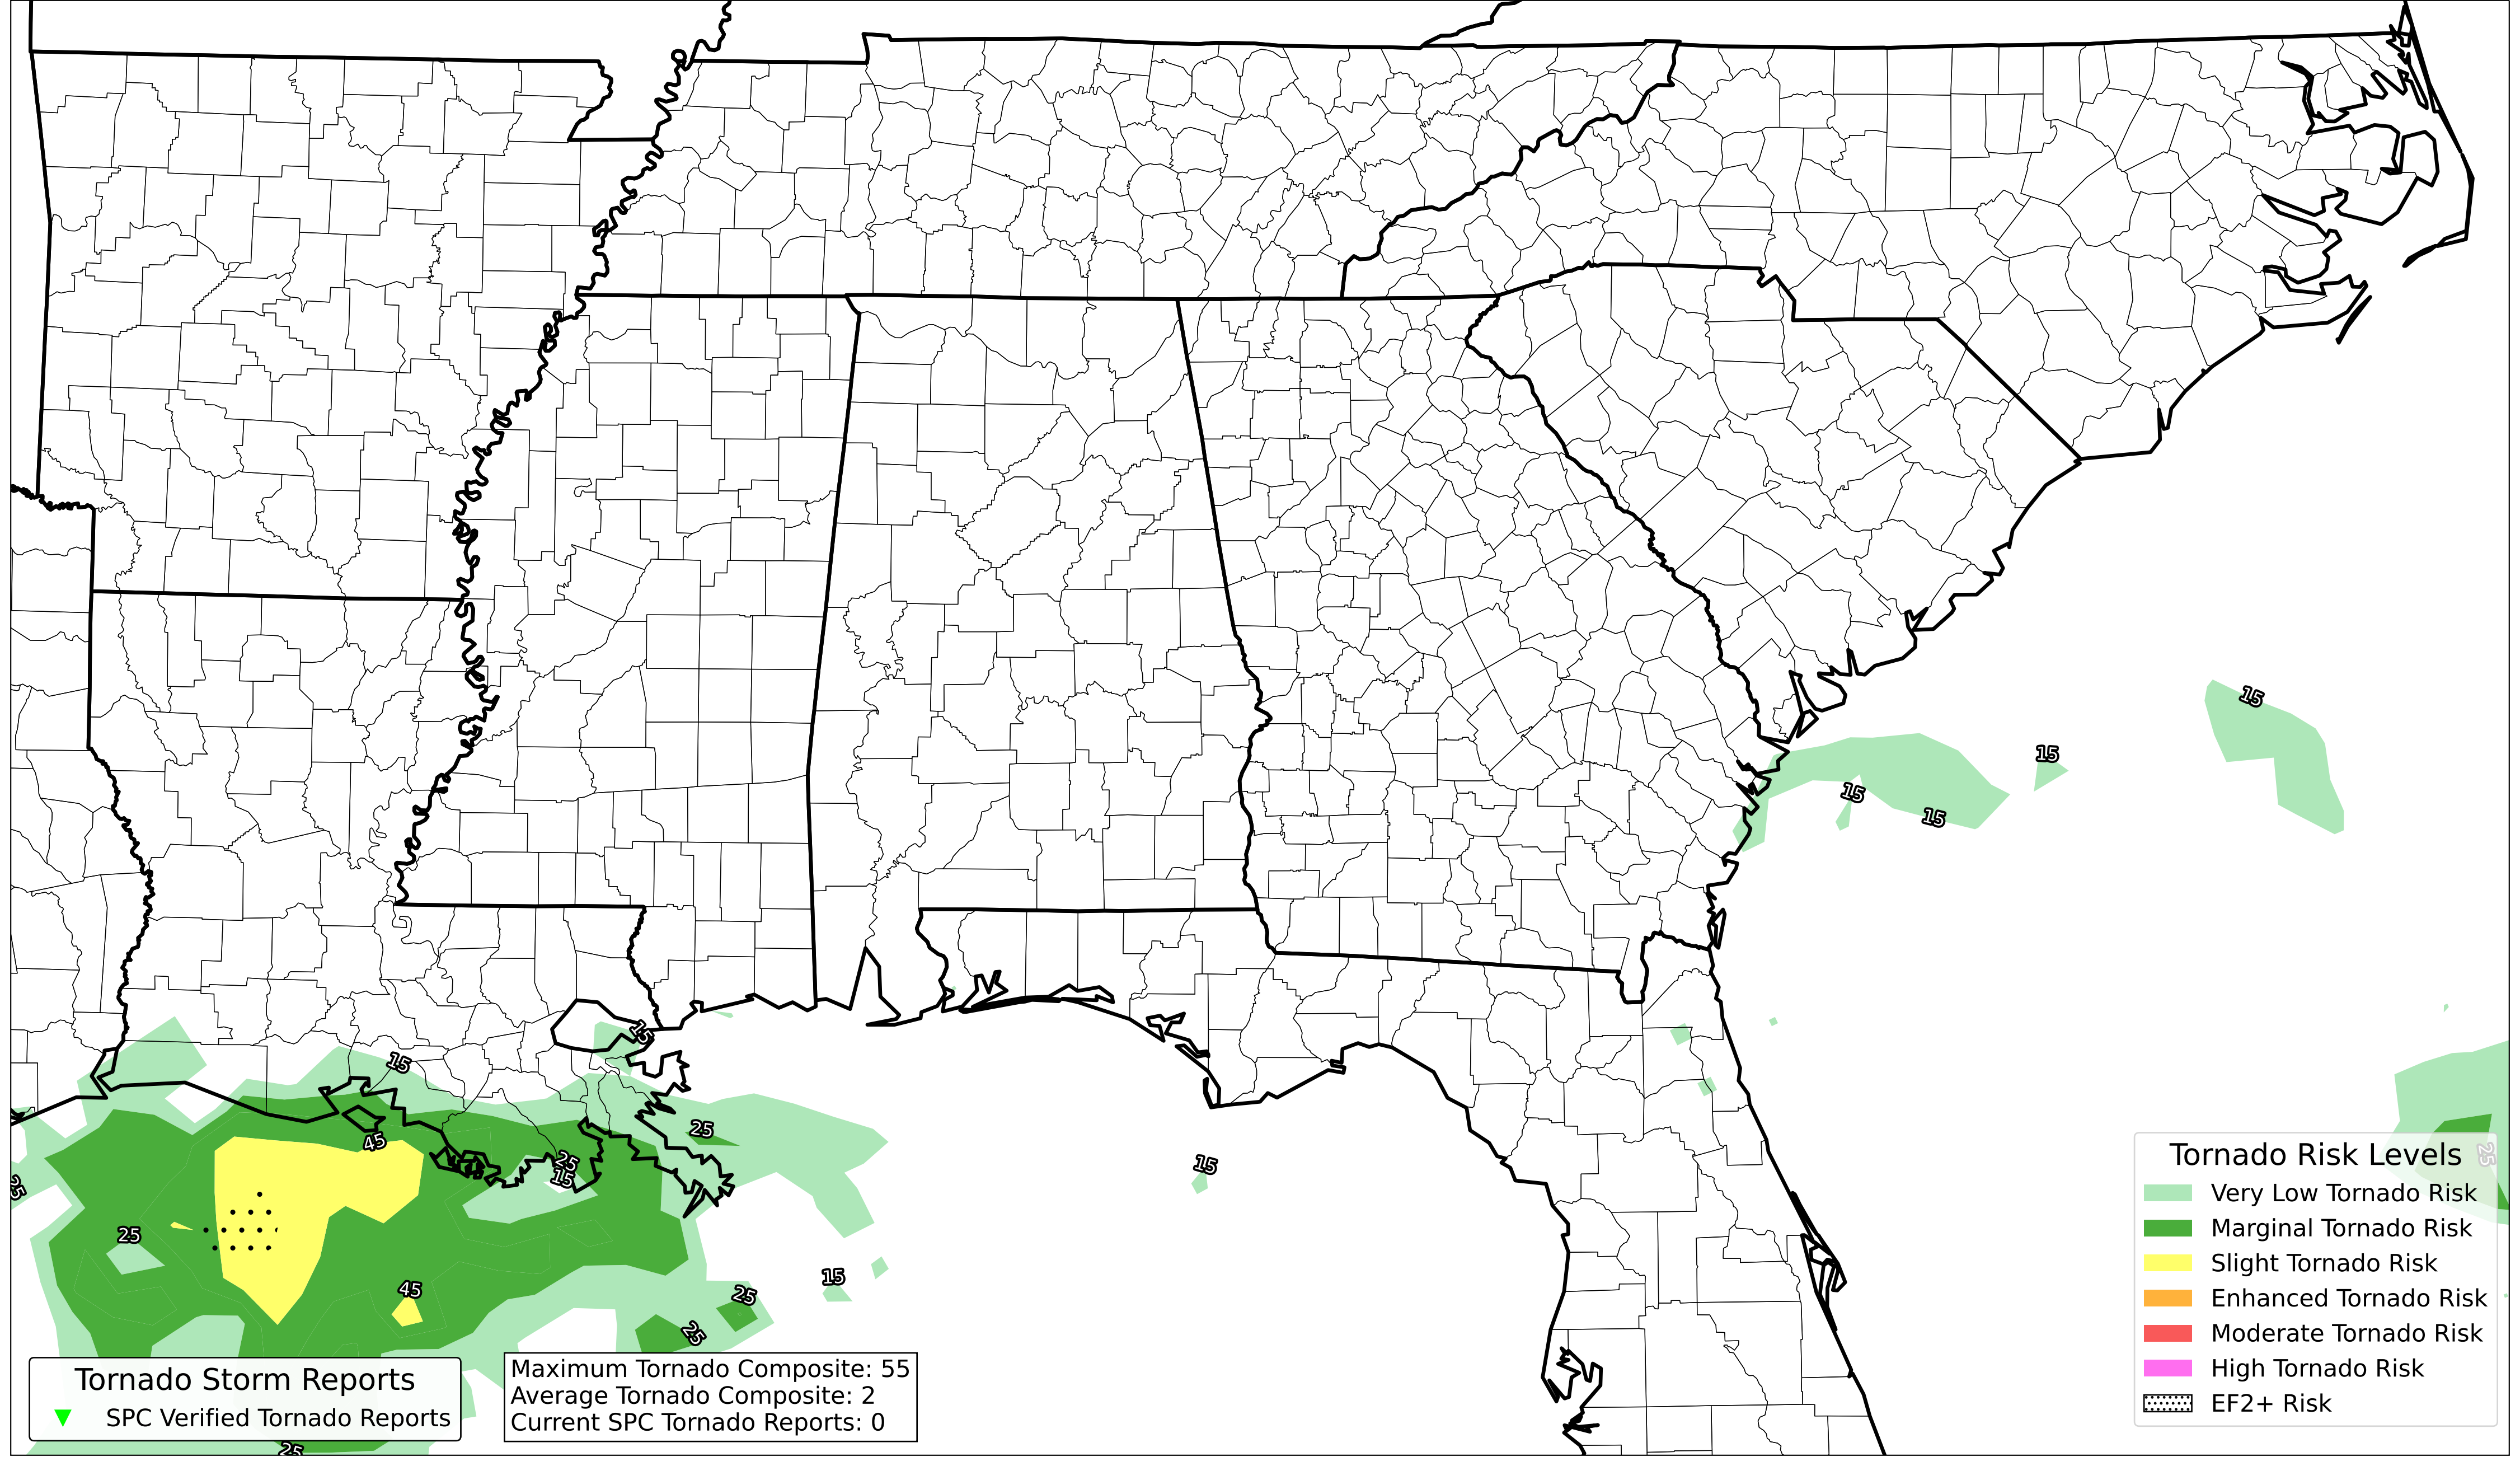 15
15
15
15
15
15
25
45
25
15
15
25
25
45
15
25
25
25
25
Tornado Storm Reports
SPC Verified Tornado Reports
Maximum Tornado Composite: 55
Average Tornado Composite: 2
Current SPC Tornado Reports: 0
Tornado Risk Levels
Very Low Tornado Risk
Marginal Tornado Risk
Slight Tornado Risk
Enhanced Tornado Risk
Moderate Tornado Risk
High Tornado Risk
EF2+ Risk